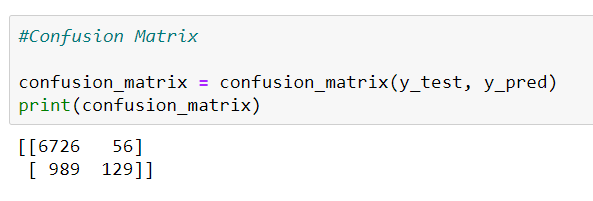 #Confusion Matrix
confusion_matrix = confusion_matrix(y_test, y_pred)
print(confusion_matrix)
[[6726   56]
 [ 989  129]]